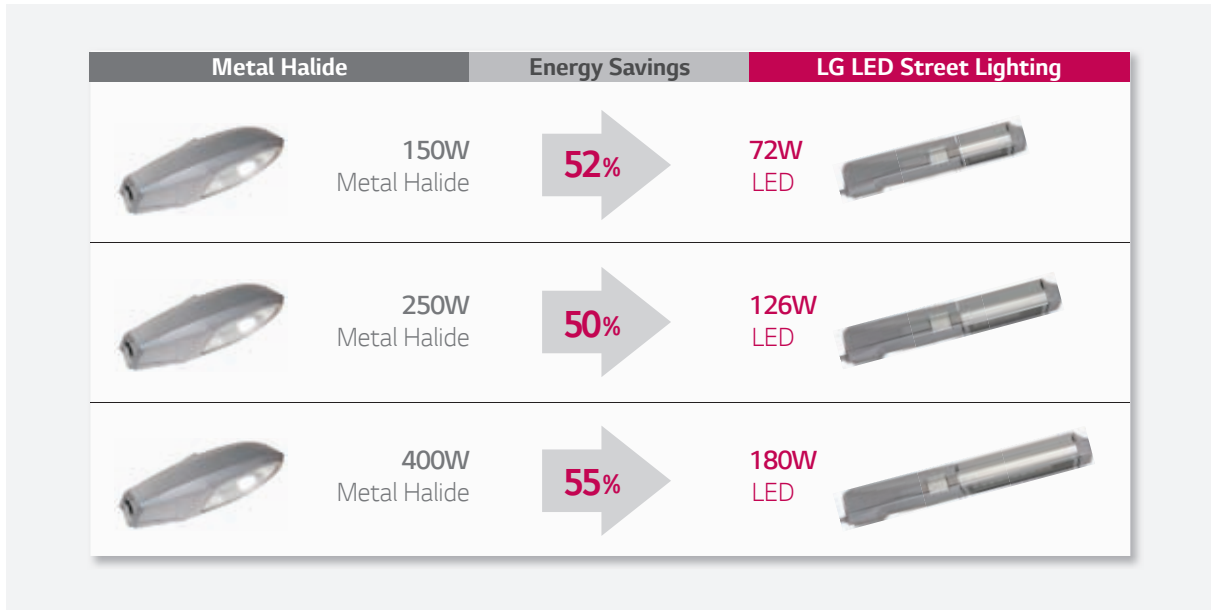 Metal Halide
Energy Savings
LG LED Street Lighting
150W
Metal Halide
52%
72W
LED
250W
Metal Halide
50%
126W
LED
400W
Metal Halide
55%
180W
LED